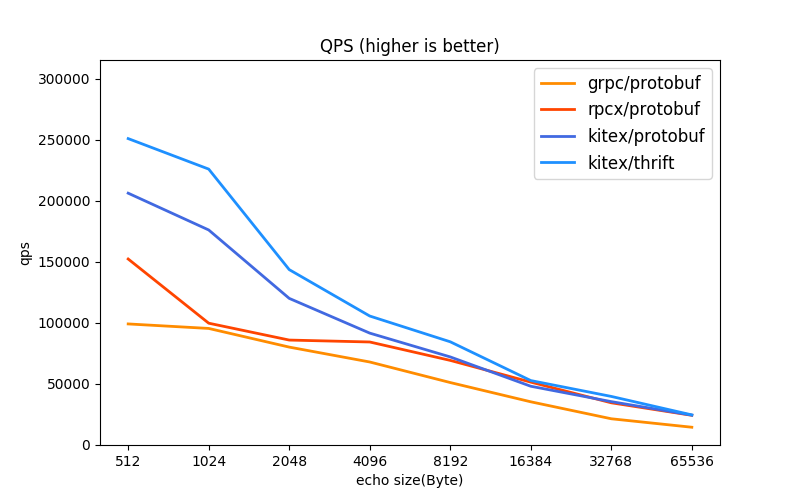 QPS (higher is better)
grpc/protobuf
rpcx/protobuf
kitex/protobuf
kitex/thrift
300000
250000
200000
150000
100000
50000
0
qps
512 1024 2048 4096 8192 16384 32768 65536
echo size(Byte)